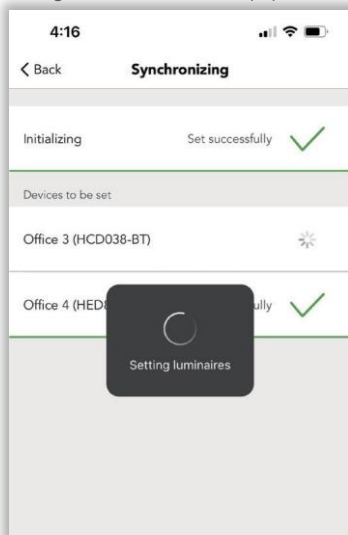 4:16
Back Synchronizing
Initializing Set successfully
Devices to be set
Office 3 (HCD038-BT)
Office 4 (HED8 ully
Setting luminaires